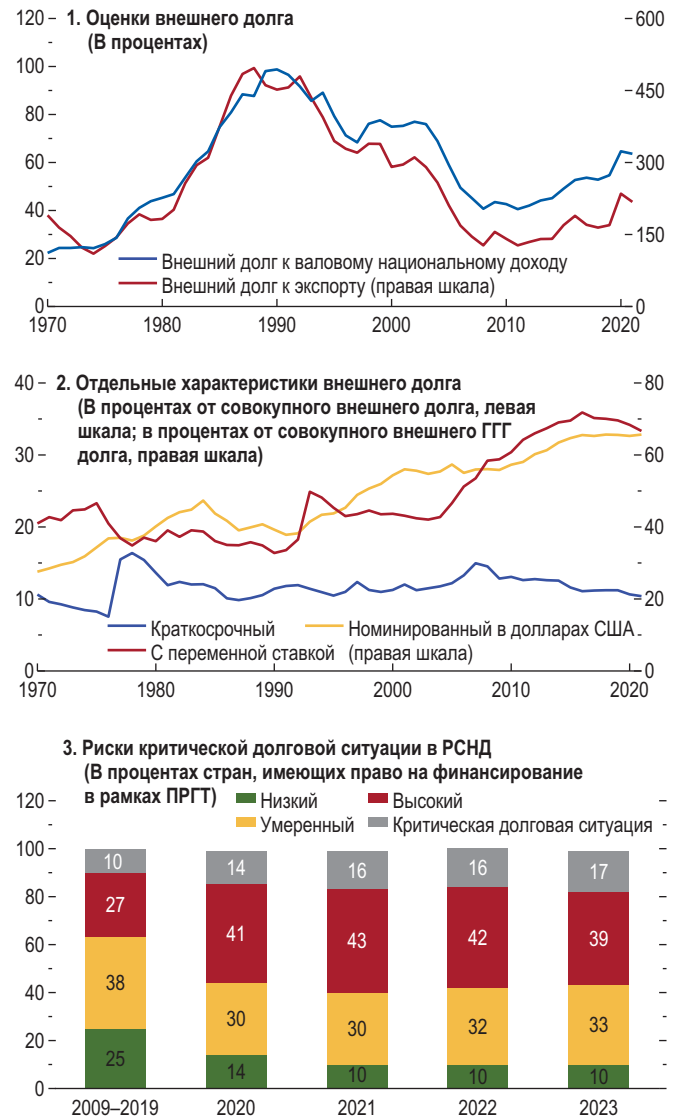 1. Оценки внешнего долга
(В процентах)
120
100
80
60
40
20
0
600
450
300
150
0
Внешний долг к валовому национальному доходу
Внешний долг к экспорту (правая шкала)
1970 1980 1990 2000 2010 2020
2. Отдельные характеристики внешнего долга
(В процентах от совокупного внешнего долга, левая
шкала; в процентах от совокупного внешнего ГГГ
долга, правая шкала)
40
30
20
10
0
80
60
40
20
0
Краткосрочный
С переменной ставкой
Номинированный в долларах США
(правая шкала)
1970 1980 1990 2000 2010 2020
3. Риски критической долговой ситуации в РСНД
(В процентах стран, имеющих право на финансирование
в рамках ПРГТ)
Низкий
Высокий
Умеренный
Критическая долговая ситуация
120
100
80
60
40
20
0
10 14 16 16 17
27 41 43 42 39
38 30 30 32 33
25 14 10 10 10
2009–2019 2020 2021 2022 2023